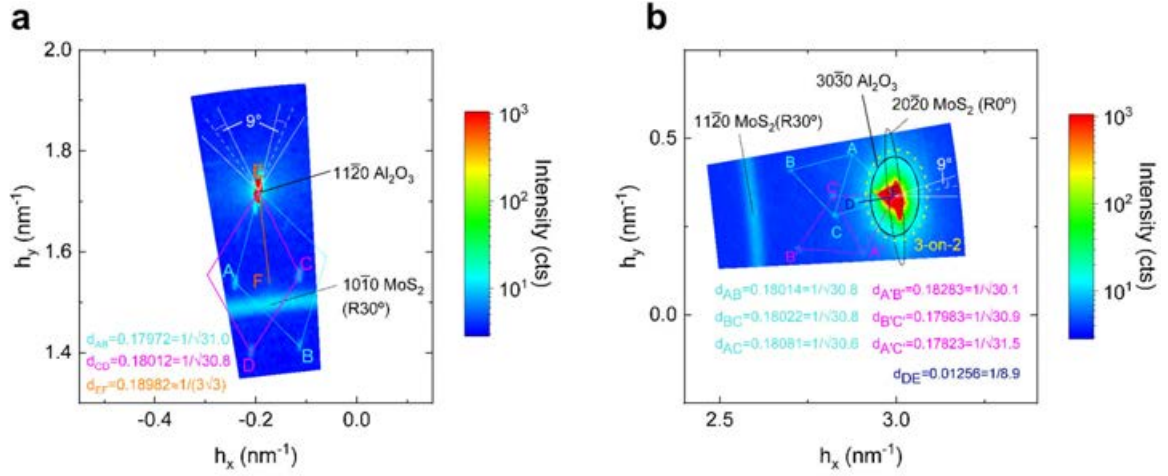 a
2.0
1.8
1.6
1.4
-0.4
-0.2
0.0
h_y (nm⁻¹)
h_x (nm⁻¹)
9°
E
112̄0 Al₂O₃
A
F
C
101̄0 MoS₂
(R30º)
D
B
d_AB=0.17972=1/√31.0
d_CD=0.18012=1/√30.8
d_EF=0.18982≈1/(3√3)
10³
10²
10¹
Intensity (cts)
b
0.5
0.0
2.5
3.0
h_y (nm⁻¹)
h_x (nm⁻¹)
303̄0 Al₂O₃
202̄0 MoS₂ (R0º)
112̄0 MoS₂(R30º)
9°
B
A
C'
D
C
B'
A'
3-on-2
d_AB=0.18014=1/√30.8
d_BC=0.18022=1/√30.8
d_AC=0.18081=1/√30.6
d_A'B'=0.18283=1/√30.1
d_B'C'=0.17983=1/√30.9
d_A'C'=0.17823=1/√31.5
d_DE=0.01256=1/8.9
10³
10²
10¹
Intensity (cts)